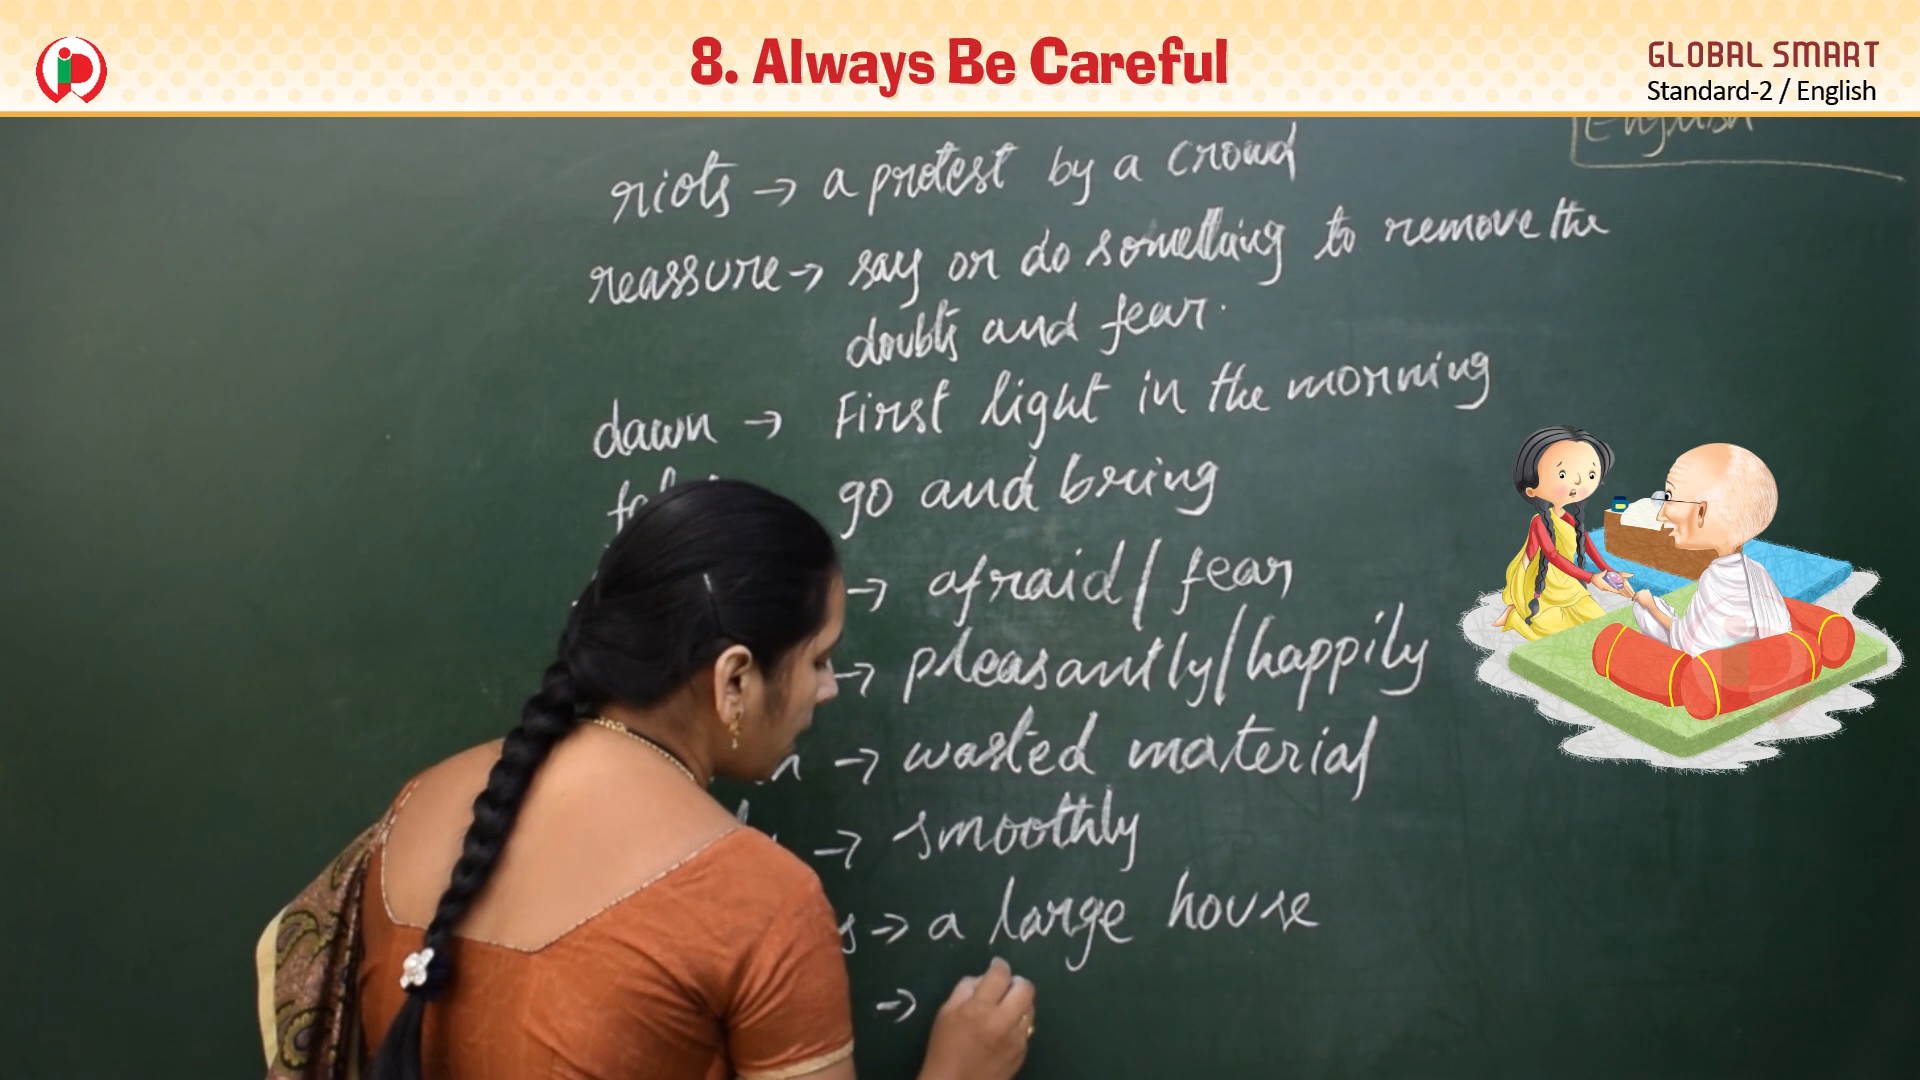 8. Always Be Careful
GLOBAL SMART
Standard-2 / English
English
riots → a protest by a crowd
reassure → say or do something to remove the
doubts and fear.
dawn → First light in the morning
go and bring
→ afraid / fear
→ pleasantly / happily
→ wasted material
→ smoothly
→ a large house
→